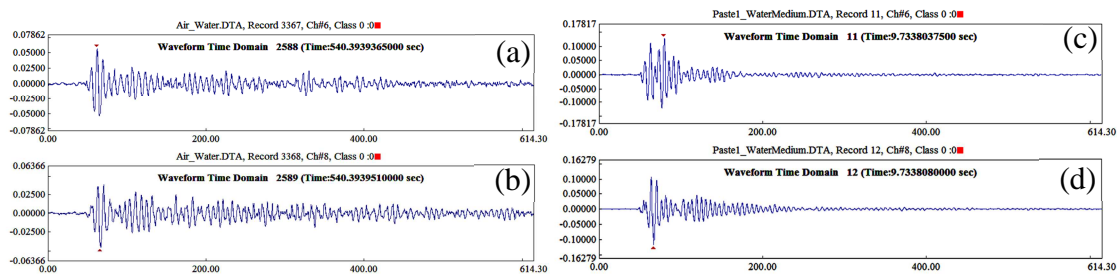 Air_Water.DTA, Record 3367, Ch#6, Class 0 :0
0.07862
Waveform Time Domain 2588 (Time:540.3939365000 sec)
(a)
0.05000
0.02500
0.00000
-0.02500
-0.05000
-0.07862
0.00 200.00 400.00 614.30
Air_Water.DTA, Record 3368, Ch#8, Class 0 :0
0.06366
Waveform Time Domain 2589 (Time:540.3939510000 sec)
(b)
0.02500
0.00000
-0.02500
-0.06366
0.00 200.00 400.00 614.30
Paste1_WaterMedium.DTA, Record 11, Ch#6, Class 0 :0
0.17817
Waveform Time Domain 11 (Time:9.7338037500 sec)
(c)
0.10000
0.05000
0.00000
-0.05000
-0.10000
-0.17817
0.00 200.00 400.00 614.30
Paste1_WaterMedium.DTA, Record 12, Ch#8, Class 0 :0
0.16279
Waveform Time Domain 12 (Time:9.7338080000 sec)
(d)
0.10000
0.05000
0.00000
-0.05000
-0.10000
-0.16279
0.00 200.00 400.00 614.30